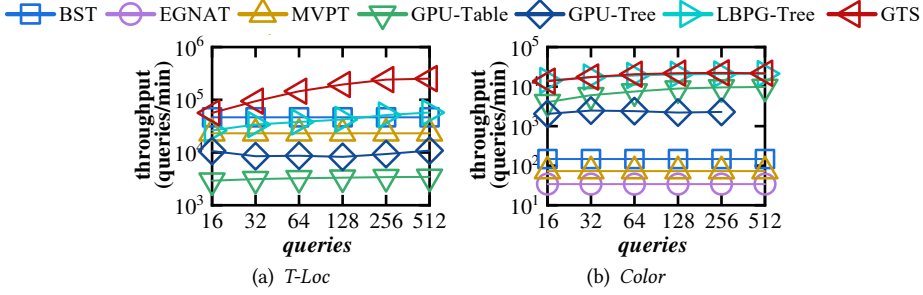 BST EGNAT MVPT GPU-Table GPU-Tree LBPG-Tree GTS
throughput
(queries/min)
10^6
10^5
10^4
10^3
16 32 64 128 256 512
queries
(a) T-Loc
throughput
(queries/min)
10^5
10^4
10^3
10^2
10^1
16 32 64 128 256 512
queries
(b) Color